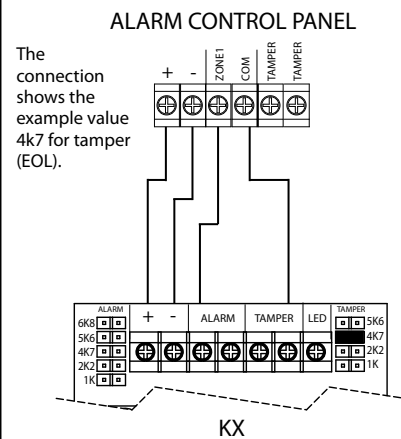 ALARM CONTROL PANEL
The
connection
shows the
example value
4k7 for tamper
(EOL).
+ - ZONE1 COM TAMPER TAMPER
ALARM
6K8
5K6
4K7
2K2
1K
+ - ALARM TAMPER LED
TAMPER
5K6
4K7
2K2
1K
KX